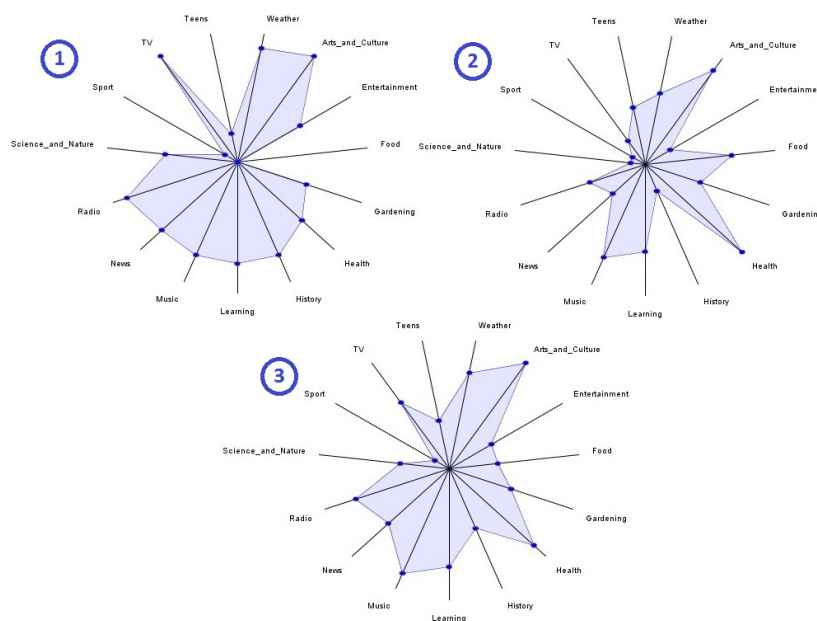 1
Teens
Weather
TV
Arts_and_Culture
Sport
Entertainment
Science_and_Nature
Food
Radio
Gardening
News
Health
Music
History
Learning
2
Teens
Weather
TV
Arts_and_Culture
Sport
Entertainme
Science_and_Nature
Food
Radio
Gardenin
News
Health
Music
History
Learning
3
Teens
Weather
TV
Arts_and_Culture
Sport
Entertainment
Science_and_Nature
Food
Radio
Gardening
News
Health
Music
History
Learning